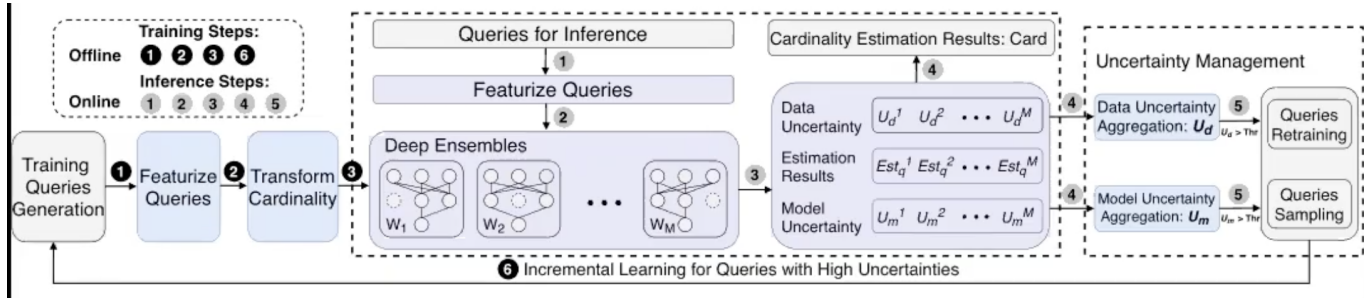 Training Steps:
Offline 1 2 3 6
Inference Steps:
Online 1 2 3 4 5
Training
Queries
Generation
1
Featurize
Queries
2
Transform
Cardinality
3
Queries for Inference
1
Featurize Queries
2
Deep Ensembles
W1
W2
• • •
WM
3
Cardinality Estimation Results: Card
4
Data
Uncertainty
Ud1 Ud2 • • • UdM
Estimation
Results
Estq1 Estq2 • • • EstqM
Model
Uncertainty
Um1 Um2 • • • UmM
4
4
Uncertainty Management
Data Uncertainty
Aggregation: Ud
5
Ud > Thr
Queries
Retraining
Model Uncertainty
Aggregation: Um
5
Um > Thr
Queries
Sampling
6 Incremental Learning for Queries with High Uncertainties